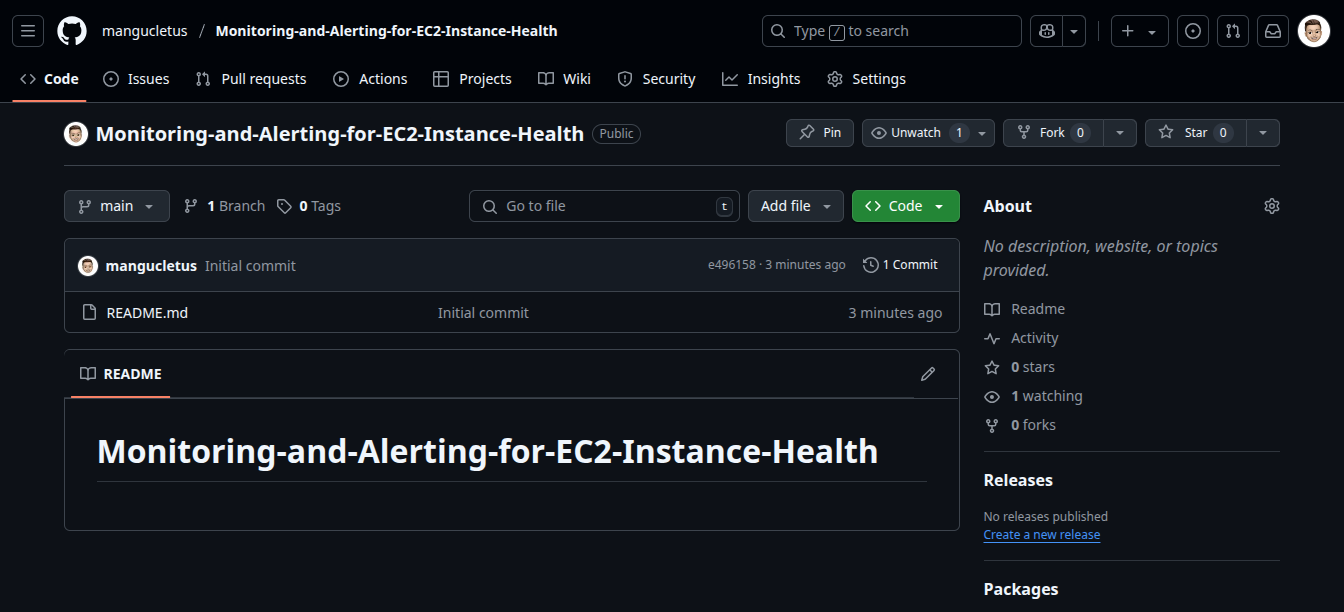 mangucletus / Monitoring-and-Alerting-for-EC2-Instance-Health
Type / to search
Code Issues Pull requests Actions Projects Wiki Security Insights Settings
Monitoring-and-Alerting-for-EC2-Instance-Health Public
Pin Unwatch 1 Fork 0 Star 0
main 1 Branch 0 Tags
Go to file t Add file Code
mangucletus Initial commit e496158 · 3 minutes ago 1 Commit
README.md Initial commit 3 minutes ago
README
Monitoring-and-Alerting-for-EC2-Instance-Health
About
No description, website, or topics
provided.
Readme
Activity
0 stars
1 watching
0 forks
Releases
No releases published
Create a new release
Packages